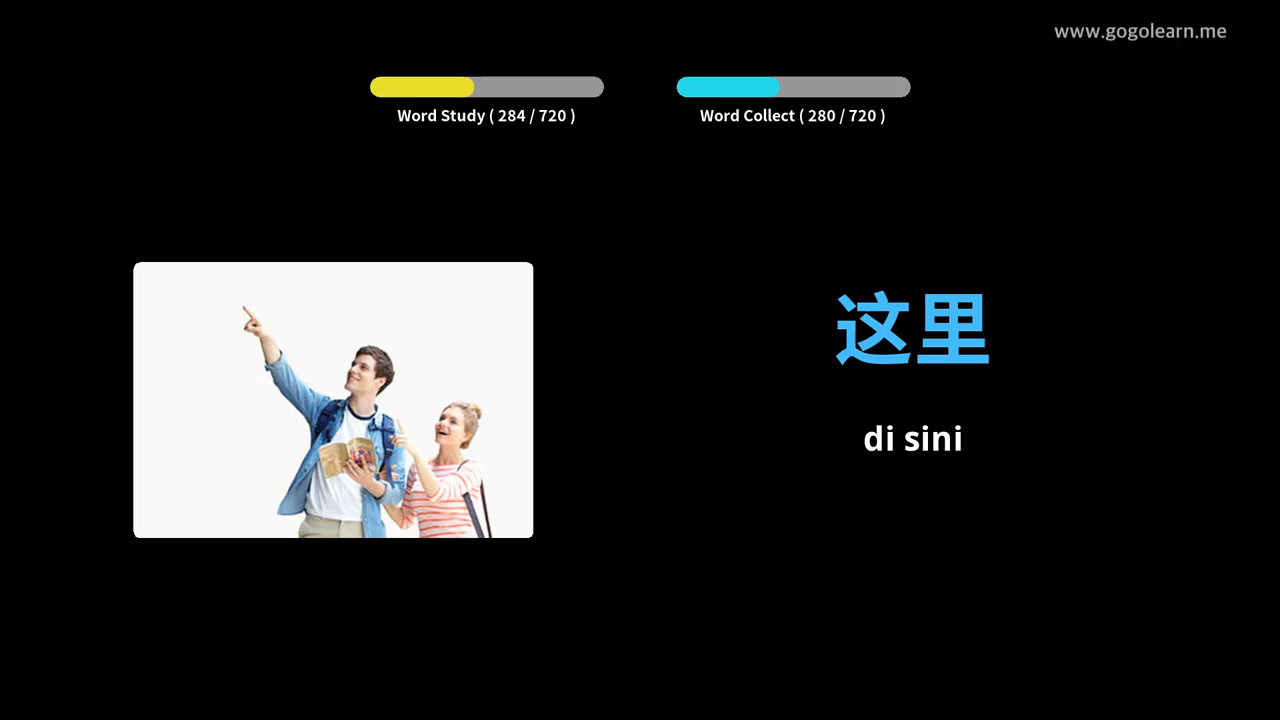 www.gogolearn.me
Word Study ( 284 / 720 )
Word Collect ( 280 / 720 )
这里
di sini